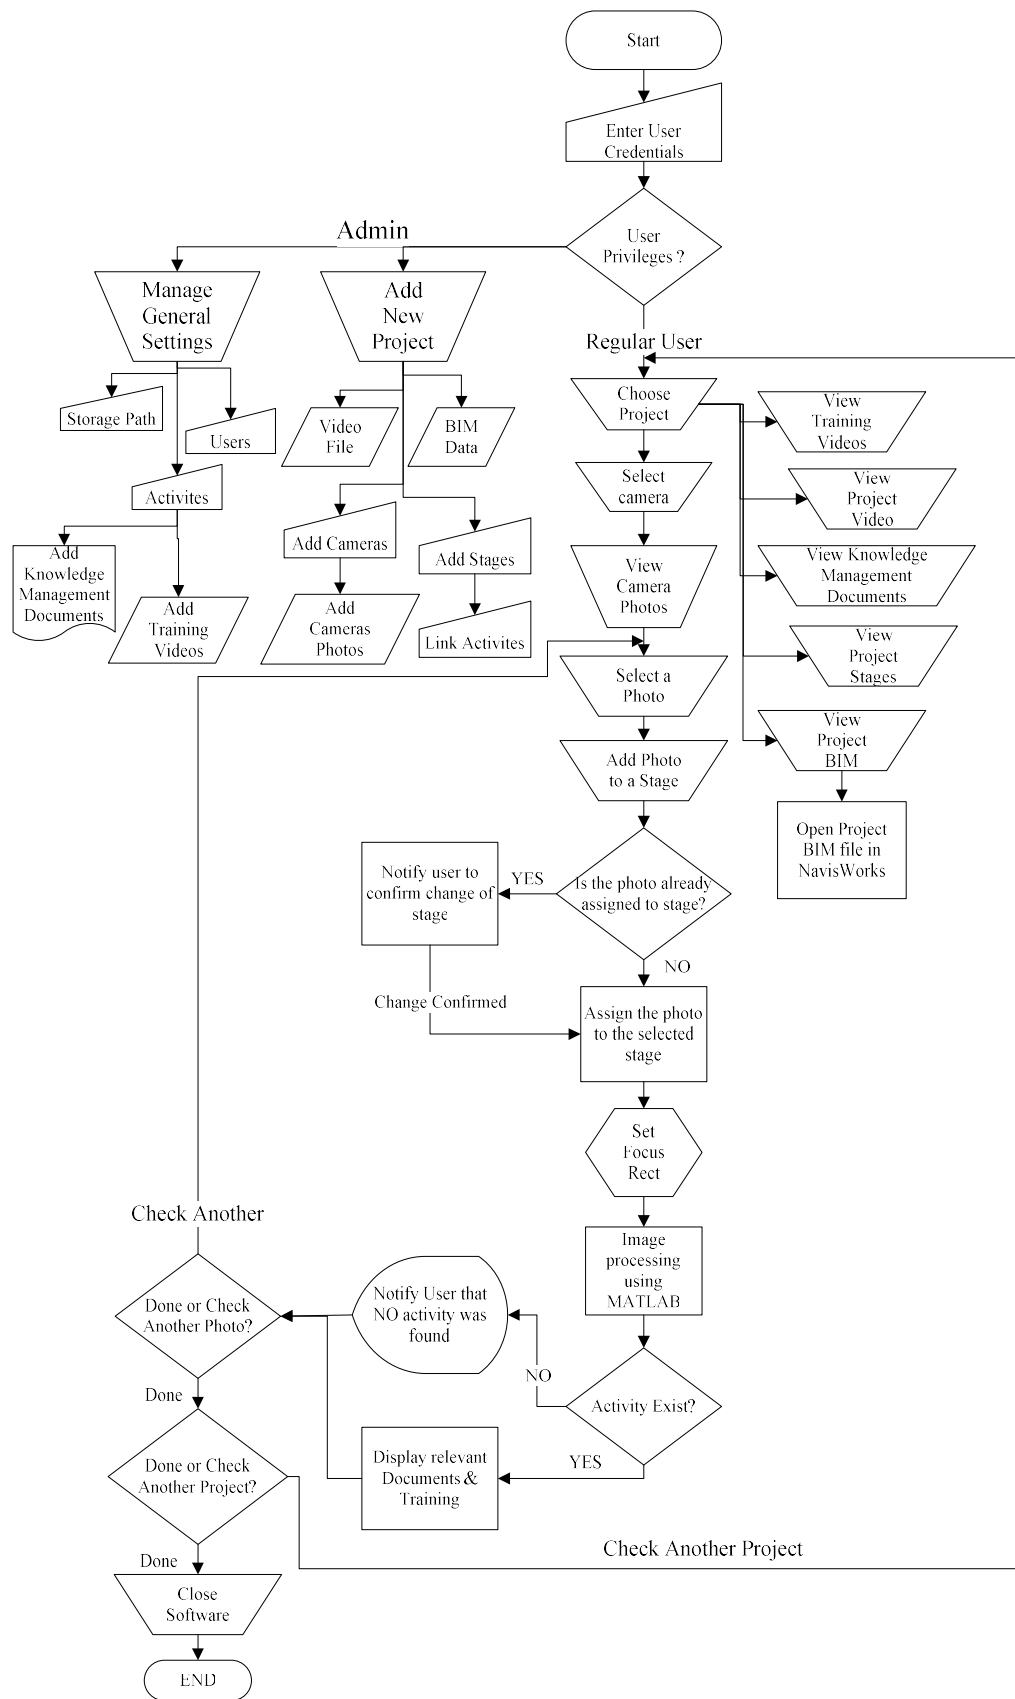 Start
Enter User
Credentials
User
Privileges ?
Admin
Manage
General
Settings
Add
New
Project
Regular User
Storage Path
Users
Activites
Add
Knowledge
Management
Documents
Add
Training
Videos
Video
File
BIM
Data
Add Cameras
Add Stages
Add
Cameras
Photos
Link Activites
Choose
Project
Select
camera
View
Camera
Photos
Select a
Photo
Add Photo
to a Stage
View
Training
Videos
View
Project
Video
View Knowledge
Management
Documents
View
Project
Stages
View
Project
BIM
Open Project
BIM file in
NavisWorks
Is the photo already
assigned to stage?
YES
Notify user to
confirm change of
stage
NO
Change Confirmed
Assign the photo
to the selected
stage
Set
Focus
Rect
Image
processing
using
MATLAB
Activity Exist?
NO
Notify User that
NO activity was
found
YES
Display relevant
Documents &
Training
Check Another
Done or Check
Another Photo?
Done
Done or Check
Another Project?
Check Another Project
Done
Close
Software
END